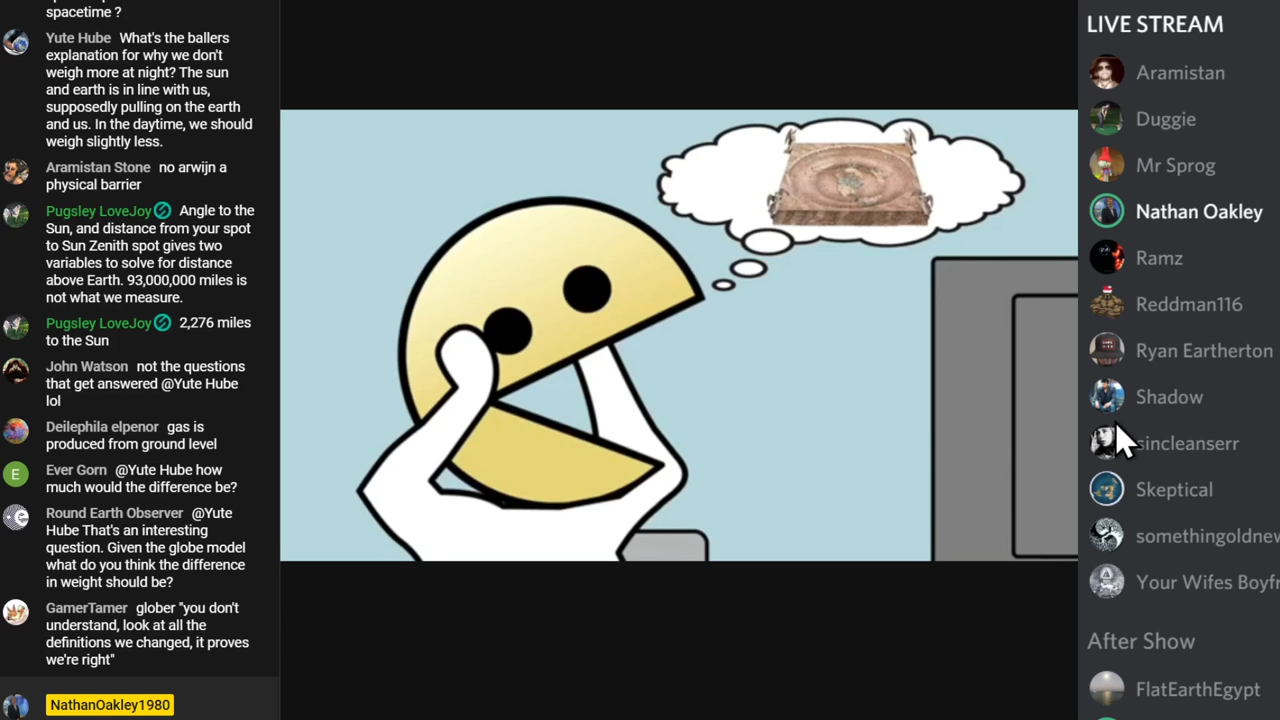 spacetime ?
Yute Hube What's the ballers
explanation for why we don't
weigh more at night? The sun
and earth is in line with us,
supposedly pulling on the earth
and us. In the daytime, we should
weigh slightly less.
Aramistan Stone no arwijn a
physical barrier
Pugsley LoveJoy Angle to the
Sun, and distance from your spot
to Sun Zenith spot gives two
variables to solve for distance
above Earth. 93,000,000 miles is
not what we measure.
Pugsley LoveJoy 2,276 miles
to the Sun
John Watson not the questions
that get answered @Yute Hube
lol
Deilephila elpenor gas is
produced from ground level
E
Ever Gorn @Yute Hube how
much would the difference be?
Round Earth Observer @Yute
Hube That's an interesting
question. Given the globe model
what do you think the difference
in weight should be?
GamerTamer glober "you don't
understand, look at all the
definitions we changed, it proves
we're right"
NathanOakley1980
LIVE STREAM
Aramistan
Duggie
Mr Sprog
Nathan Oakley
Ramz
Reddman116
Ryan Eartherton
Shadow
sincleanserr
Skeptical
somethingoldnew
Your Wifes Boyfr
After Show
FlatEarthEgypt